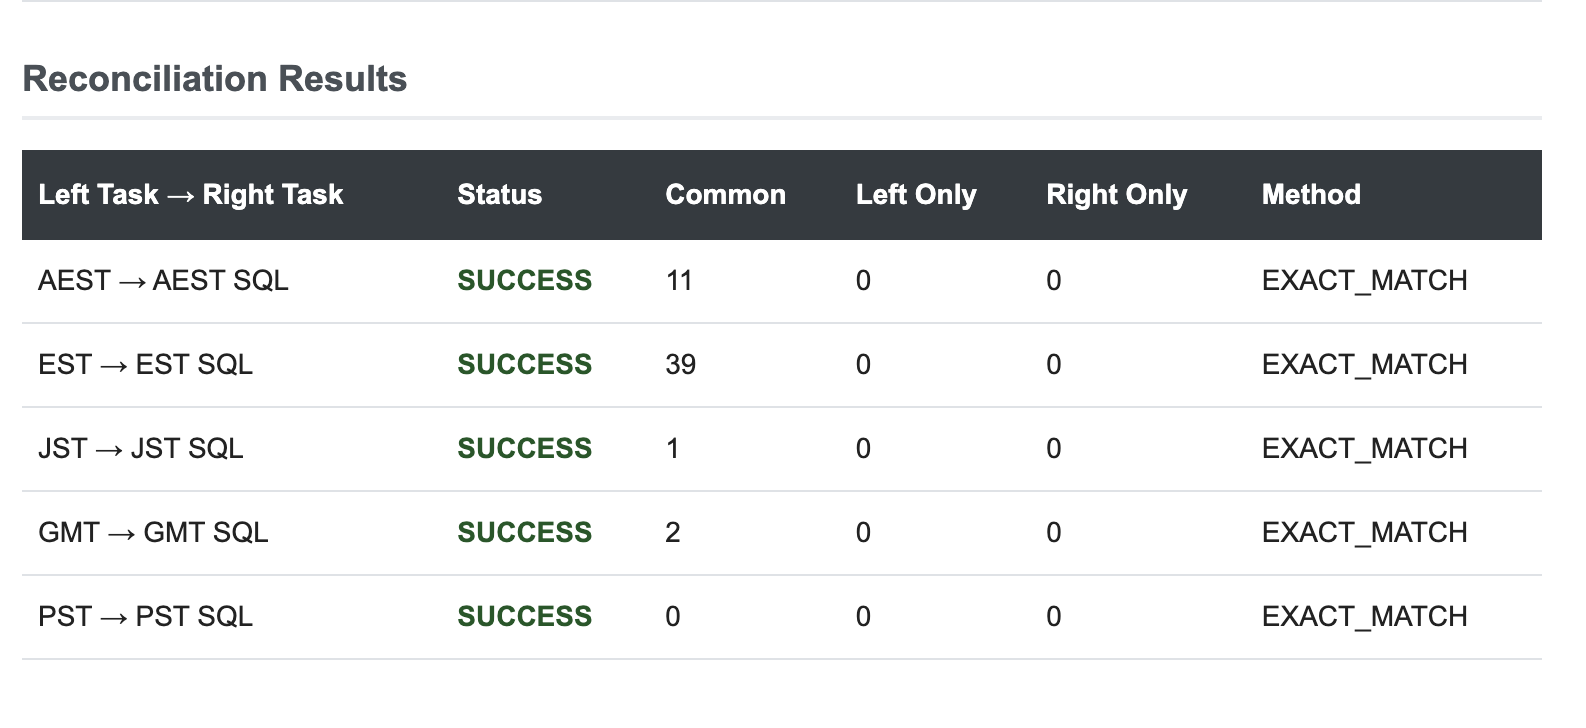 Reconciliation Results
Left Task → Right Task Status Common Left Only Right Only Method
AEST → AEST SQL SUCCESS 11 0 0 EXACT_MATCH
EST → EST SQL SUCCESS 39 0 0 EXACT_MATCH
JST → JST SQL SUCCESS 1 0 0 EXACT_MATCH
GMT → GMT SQL SUCCESS 2 0 0 EXACT_MATCH
PST → PST SQL SUCCESS 0 0 0 EXACT_MATCH